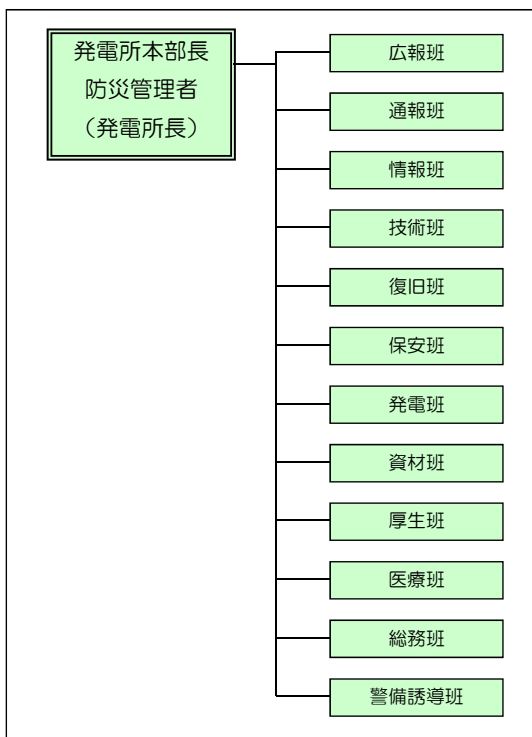 発電所本部長
防災管理者
（発電所長）
広報班
通報班
情報班
技術班
復旧班
保安班
発電班
資材班
厚生班
医療班
総務班
警備誘導班